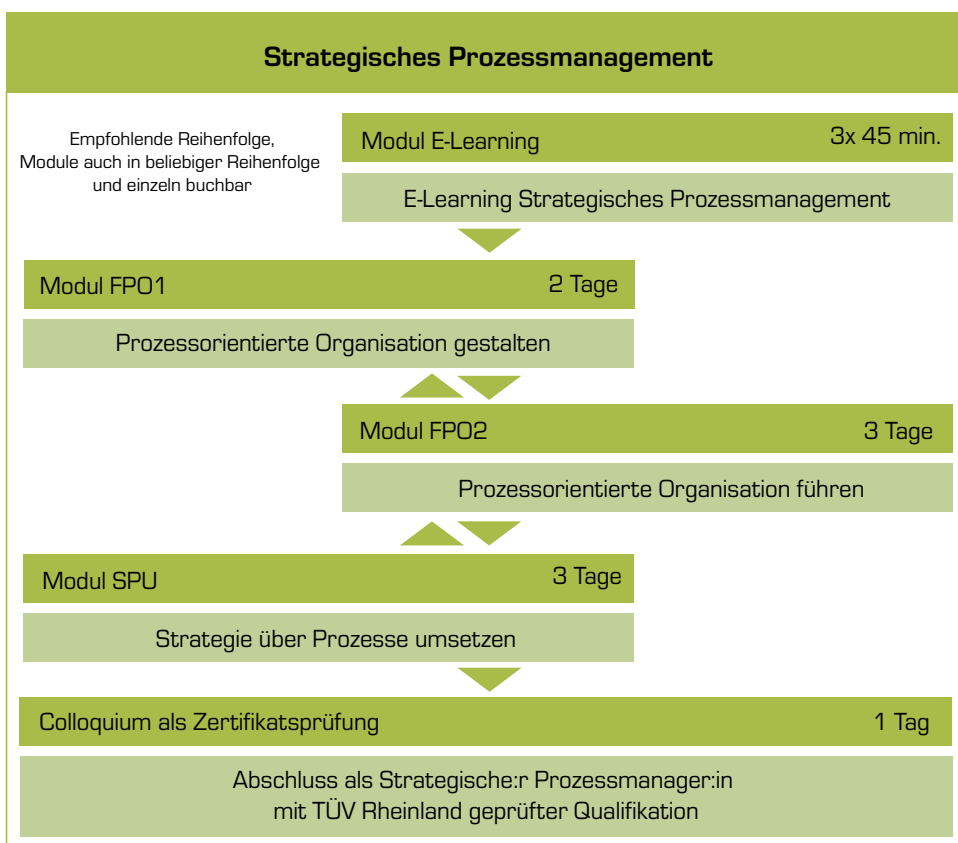 Strategisches Prozessmanagement
Empfohlende Reihenfolge,
Module auch in beliebiger Reihenfolge
und einzeln buchbar
Modul E-Learning 3x 45 min.
E-Learning Strategisches Prozessmanagement
Modul FPO1 2 Tage
Prozessorientierte Organisation gestalten
Modul FPO2 3 Tage
Prozessorientierte Organisation führen
Modul SPU 3 Tage
Strategie über Prozesse umsetzen
Colloquium als Zertifikatsprüfung 1 Tag
Abschluss als Strategische:r Prozessmanager:in
mit TÜV Rheinland geprüfter Qualifikation